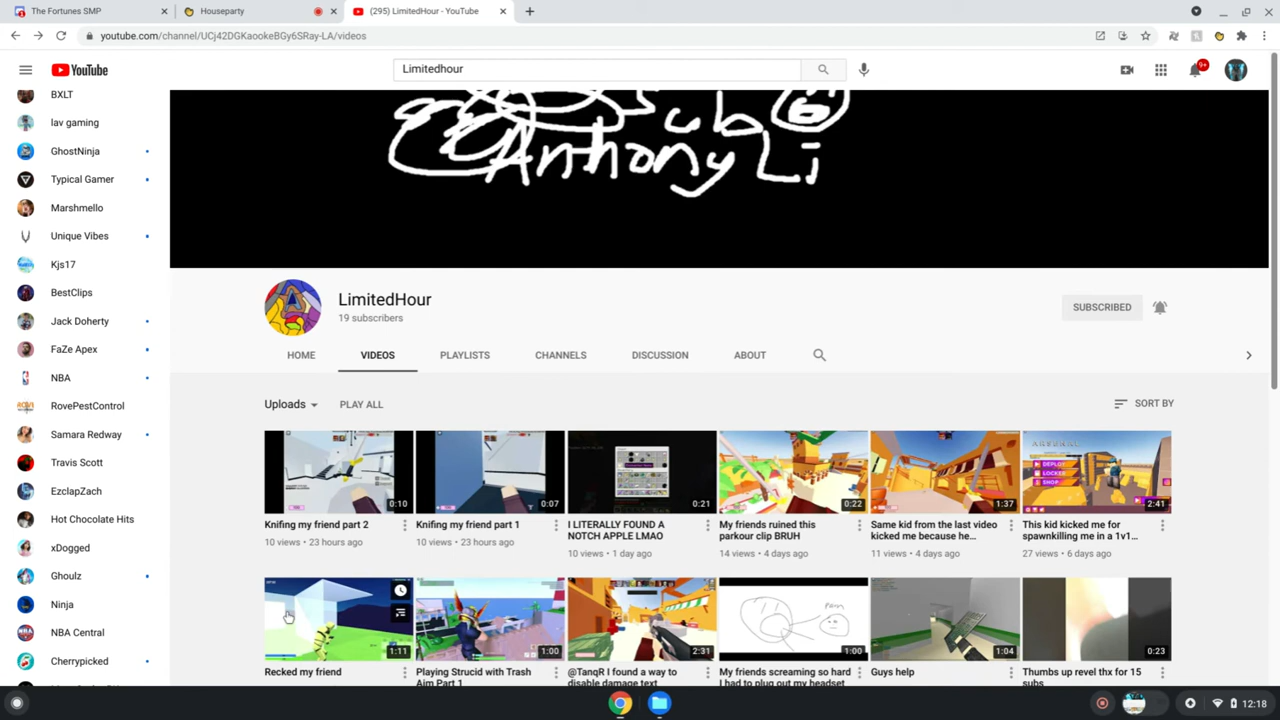 The Fortunes SMP
Houseparty
(295) LimitedHour - YouTube
youtube.com/channel/UCj42DGKaookeBGy6SRay-LA/videos
YouTube
Limitedhour
9+
BXLT
lav gaming
GhostNinja
Typical Gamer
Marshmello
Unique Vibes
Kjs17
BestClips
Jack Doherty
FaZe Apex
NBA
RovePestControl
Samara Redway
Travis Scott
EzclapZach
Hot Chocolate Hits
xDogged
Ghoulz
Ninja
NBA Central
Cherrypicked
sub
Anthony Li
LimitedHour
19 subscribers
SUBSCRIBED
HOME VIDEOS PLAYLISTS CHANNELS DISCUSSION ABOUT
Uploads PLAY ALL SORT BY
0:10
Knifing my friend part 2
10 views • 23 hours ago
0:07
Knifing my friend part 1
10 views • 23 hours ago
0:21
I LITERALLY FOUND A
NOTCH APPLE LMAO
10 views • 1 day ago
0:22
My friends ruined this
parkour clip BRUH
14 views • 4 days ago
1:37
Same kid from the last video
kicked me because he...
11 views • 4 days ago
DEPLOY
LOCKER
SHOP
2:41
This kid kicked me for
spawnkilling me in a 1v1...
27 views • 6 days ago
1:11
Recked my friend
1:00
Playing Strucid with Trash
Aim Part 1
2:31
@TanqR I found a way to
disable damage text
1:00
My friends screaming so hard
I had to plug out my headset
1:04
Guys help
0:23
Thumbs up revel thx for 15
subs
12:18